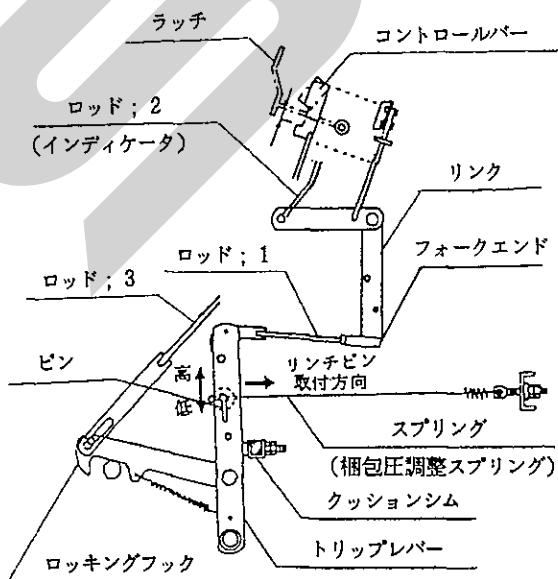 ラッチ
コントロールバー
ロッド；2
(インディケータ)
リンク
フォークエンド
ロッド；1
ロッド；3
ピン
高
低
リンチピン
取付方向
スプリング
(梱包圧調整スプリング)
クッションシム
トリップレバー
ロッキングフック